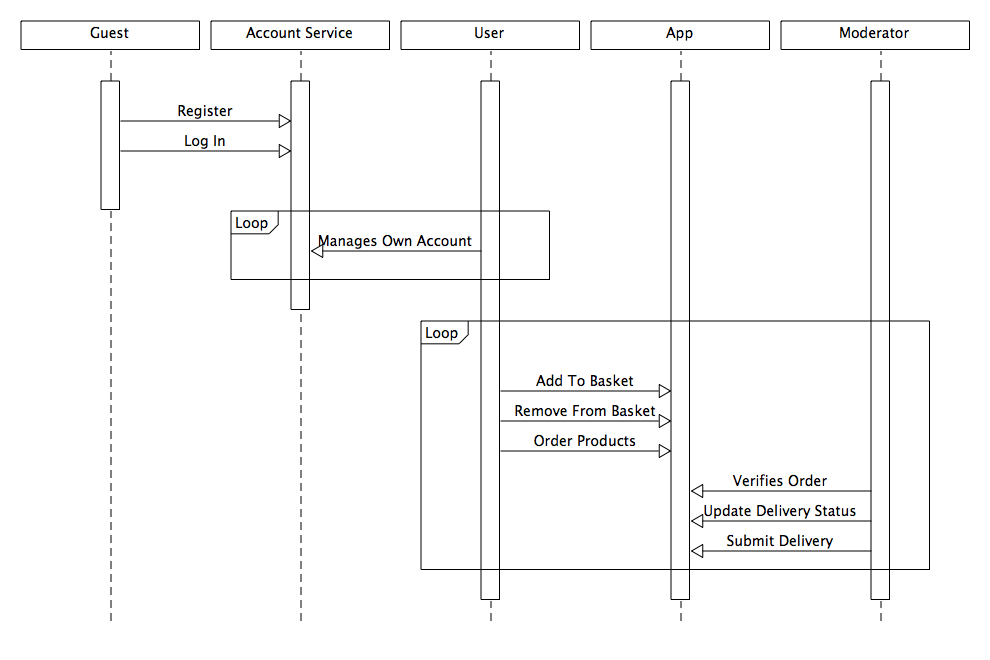 Guest
Account Service
User
App
Moderator
Register
Log In
Loop
Manages Own Account
Loop
Add To Basket
Remove From Basket
Order Products
Verifies Order
Update Delivery Status
Submit Delivery